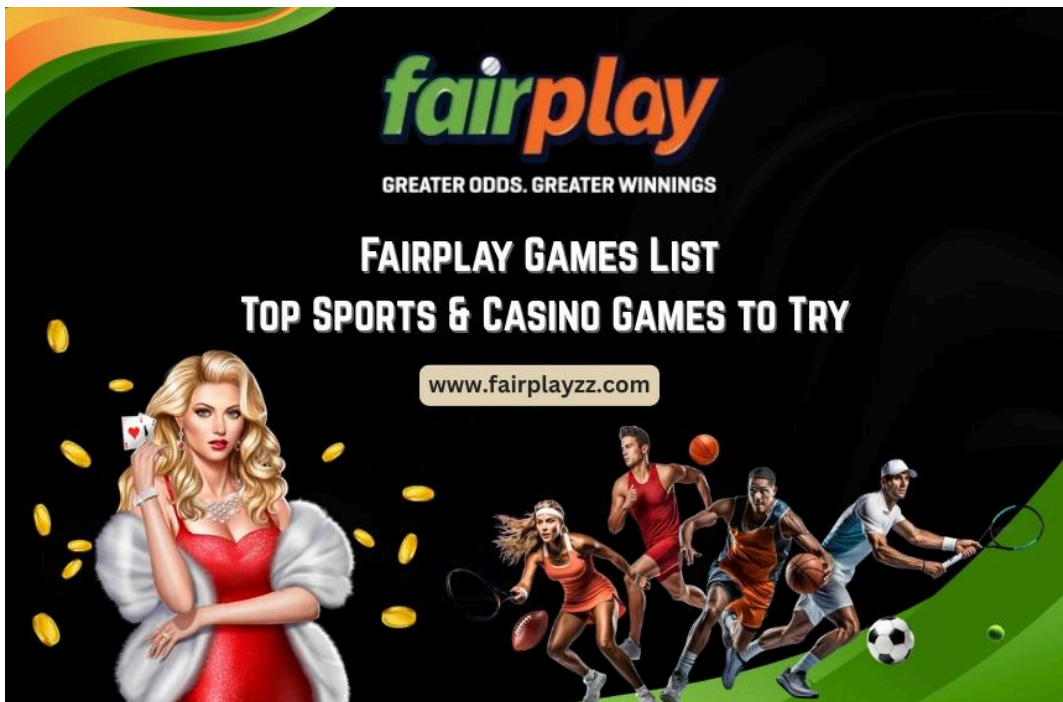 fairplay
GREATER ODDS. GREATER WINNINGS
Fairplay Games List
Top Sports & Casino Games to Try
www.fairplayzz.com